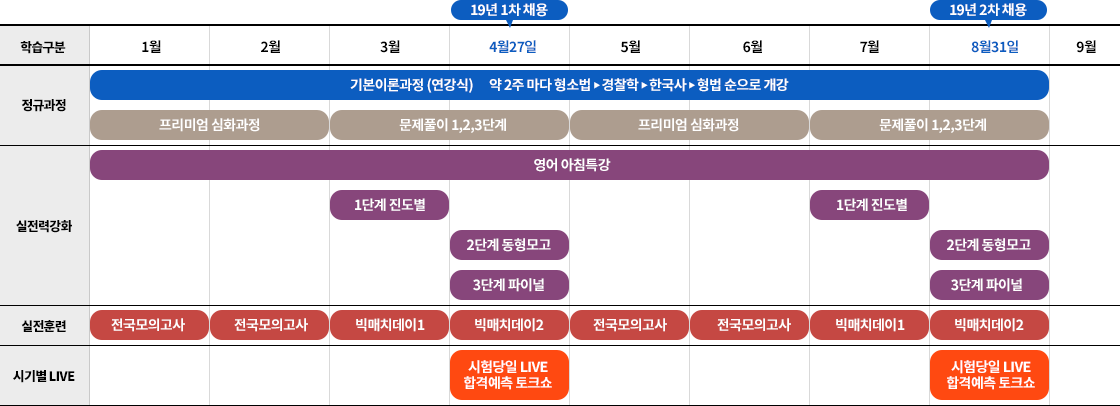 19년 1차 채용 19년 2차 채용
학습구분 1월 2월 3월 4월27일 5월 6월 7월 8월31일 9월
정규과정
기본이론과정 (연강식) 약 2주 마다 형소법 ▸ 경찰학 ▸ 한국사 ▸ 형법 순으로 개강
프리미엄 심화과정 문제풀이 1,2,3단계 프리미엄 심화과정 문제풀이 1,2,3단계
실전력강화
영어 아침특강
1단계 진도별 1단계 진도별
2단계 동형모고 2단계 동형모고
3단계 파이널 3단계 파이널
실전훈련 전국모의고사 전국모의고사 빅매치데이1 빅매치데이2 전국모의고사 전국모의고사 빅매치데이1 빅매치데이2
시기별 LIVE
시험당일 LIVE 시험당일 LIVE
합격예측 토크쇼 합격예측 토크쇼